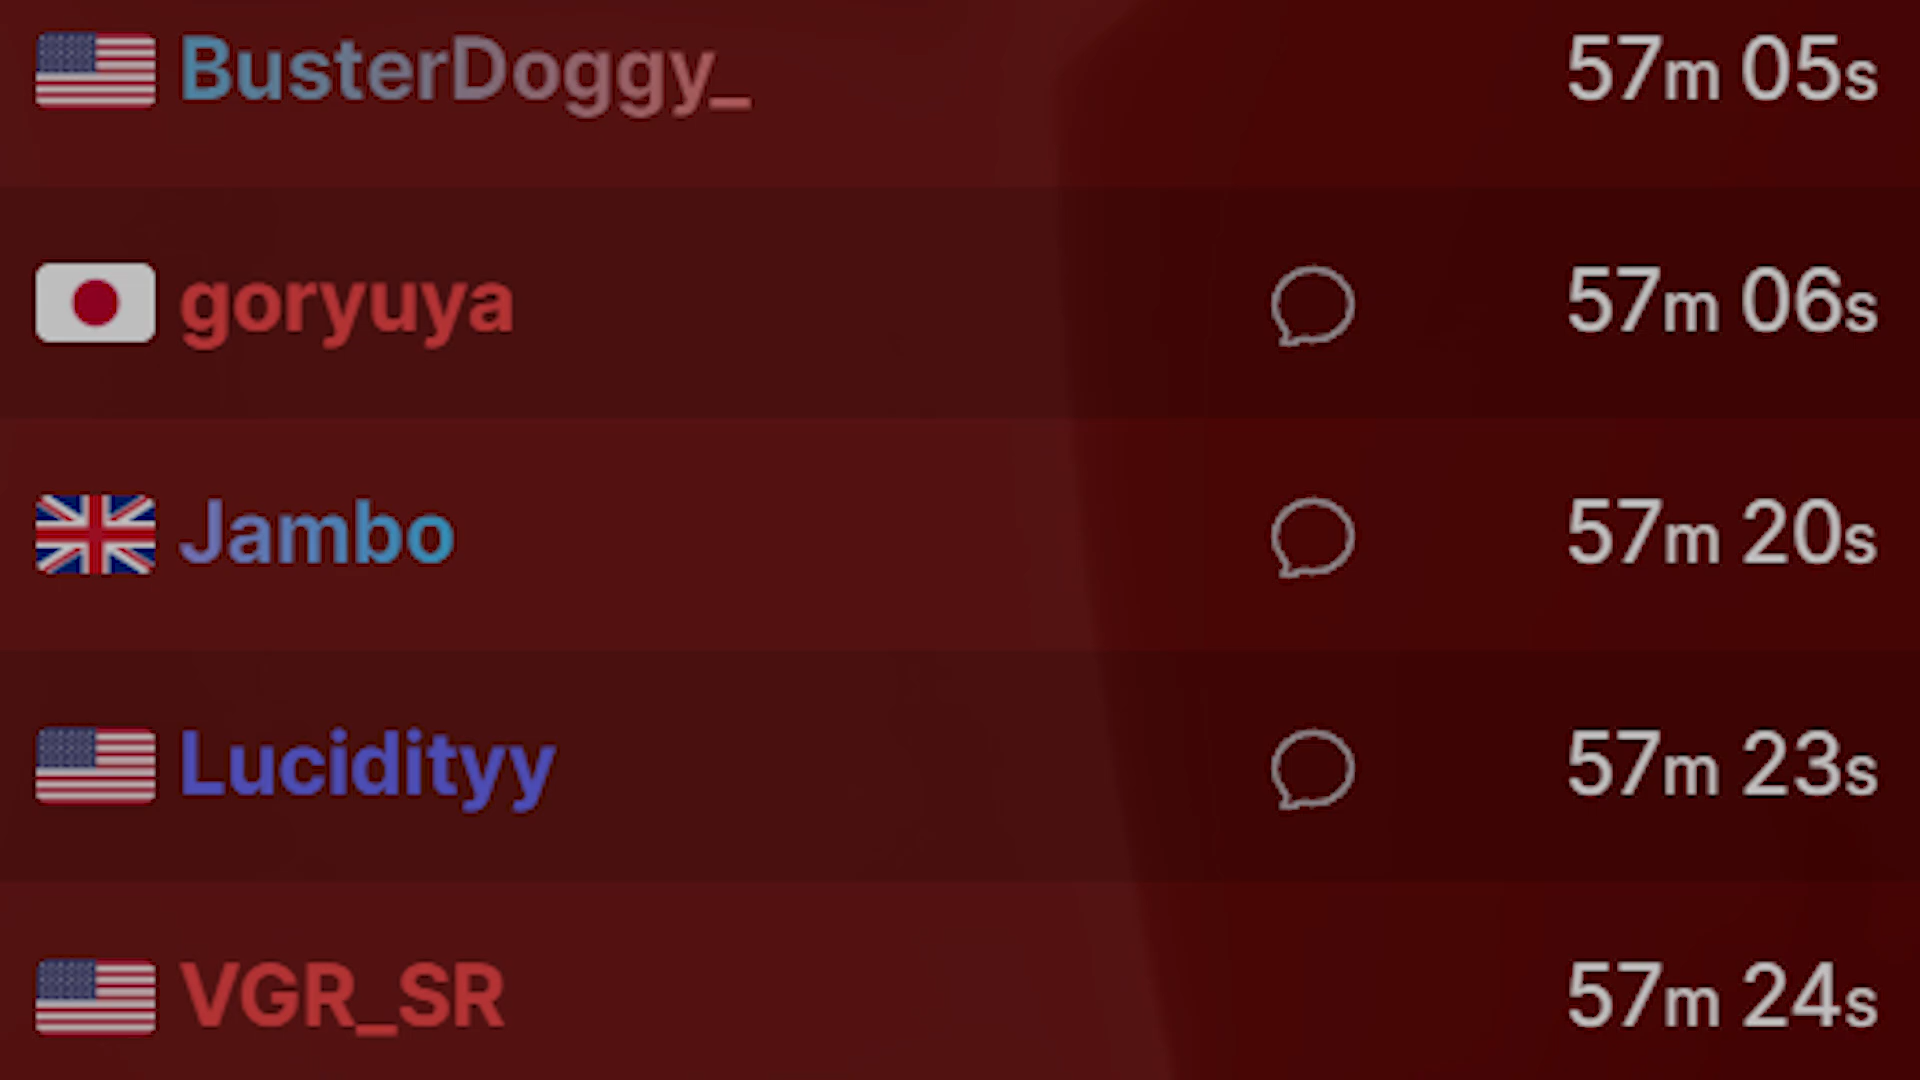 BusterDoggy_ 57m 05s
goryuya 57m 06s
Jambo 57m 20s
Lucidityy 57m 23s
VGR_SR 57m 24s